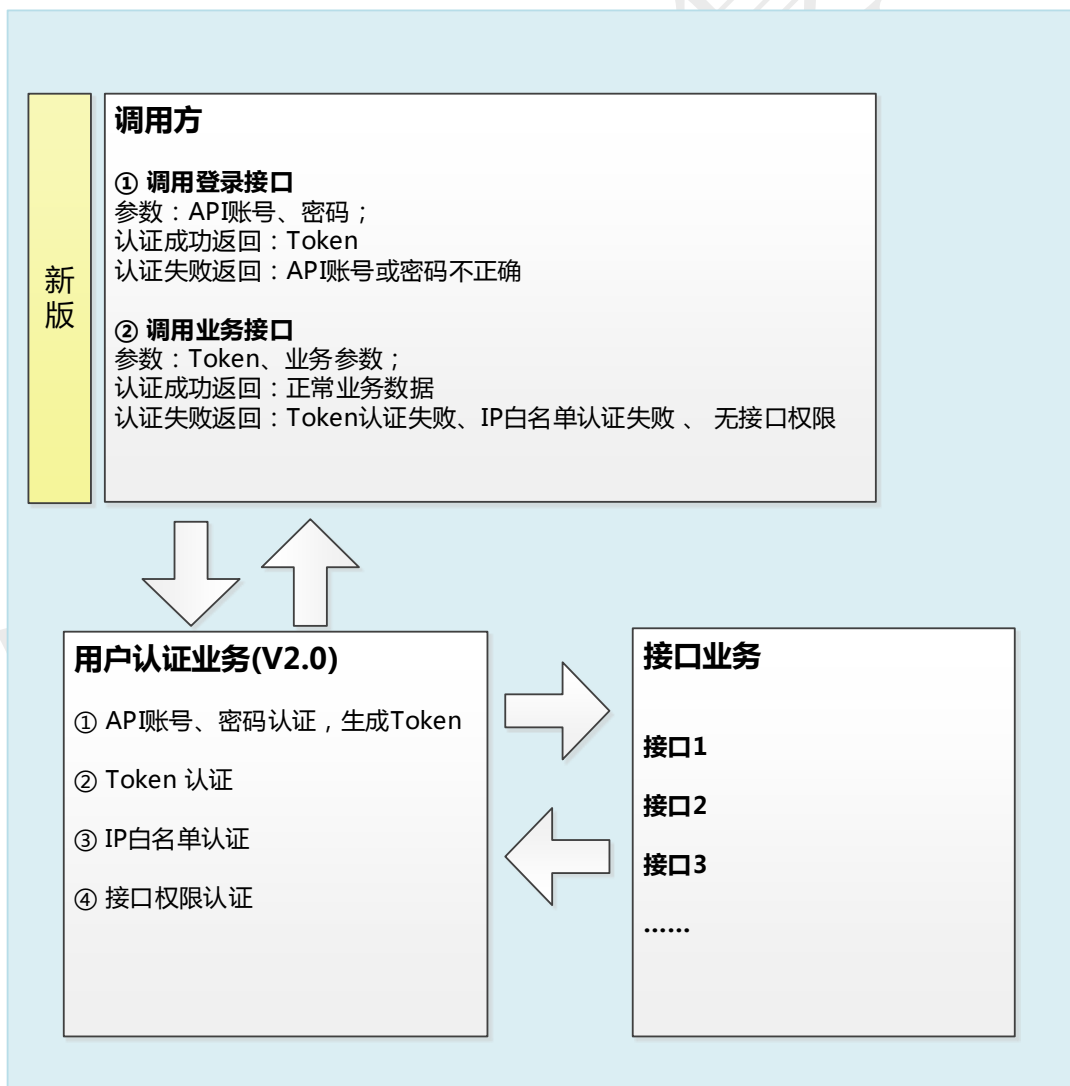 新
版
调用方
① 调用登录接口
参数：API账号、密码；
认证成功返回：Token
认证失败返回：API账号或密码不正确
② 调用业务接口
参数：Token、业务参数；
认证成功返回：正常业务数据
认证失败返回：Token认证失败、IP白名单认证失败 、 无接口权限
用户认证业务(V2.0)
① API账号、密码认证，生成Token
② Token 认证
③ IP白名单认证
④ 接口权限认证
接口业务
接口1
接口2
接口3
……